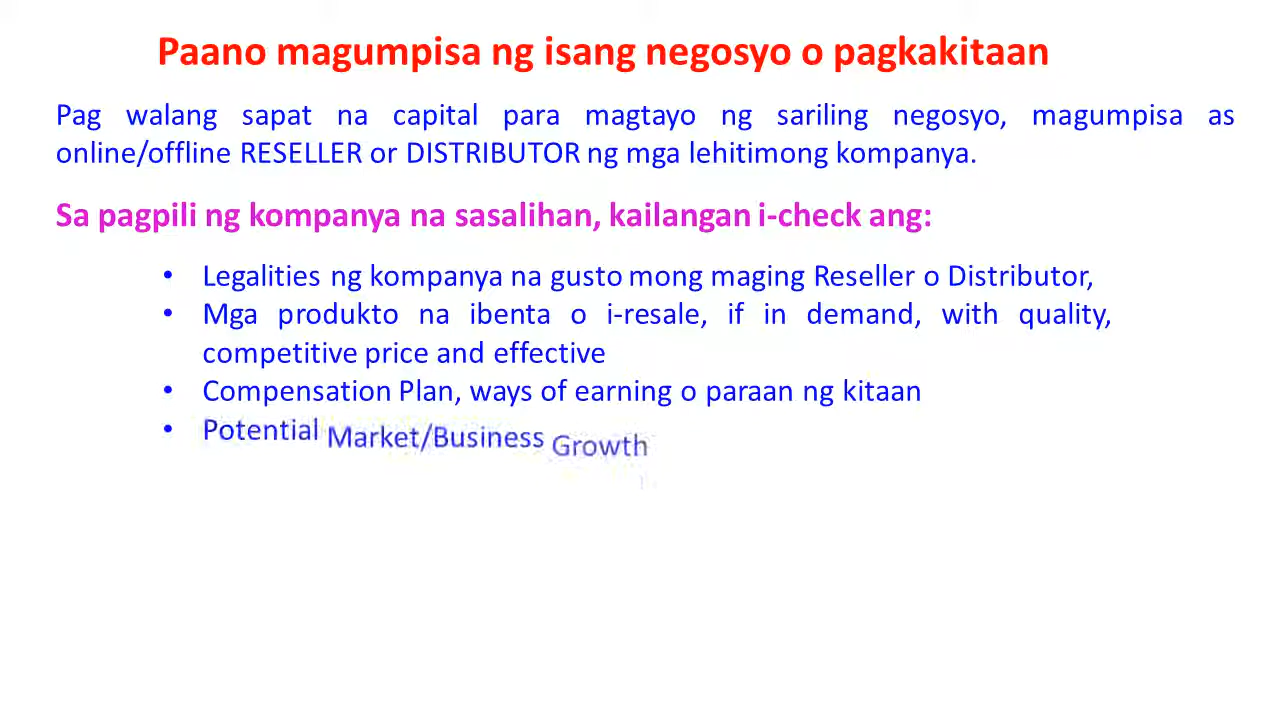 Paano magumpisa ng isang negosyo o pagkakitaan
Pag walang sapat na capital para magtayo ng sariling negosyo, magumpisa as
online/offline RESELLER or DISTRIBUTOR ng mga lehitimong kompanya.
Sa pagpili ng kompanya na sasalihan, kailangan i-check ang:
• Legalities ng kompanya na gusto mong maging Reseller o Distributor,
• Mga produkto na ibenta o i-resale, if in demand, with quality,
competitive price and effective
• Compensation Plan, ways of earning o paraan ng kitaan
• Potential Market/Business Growth